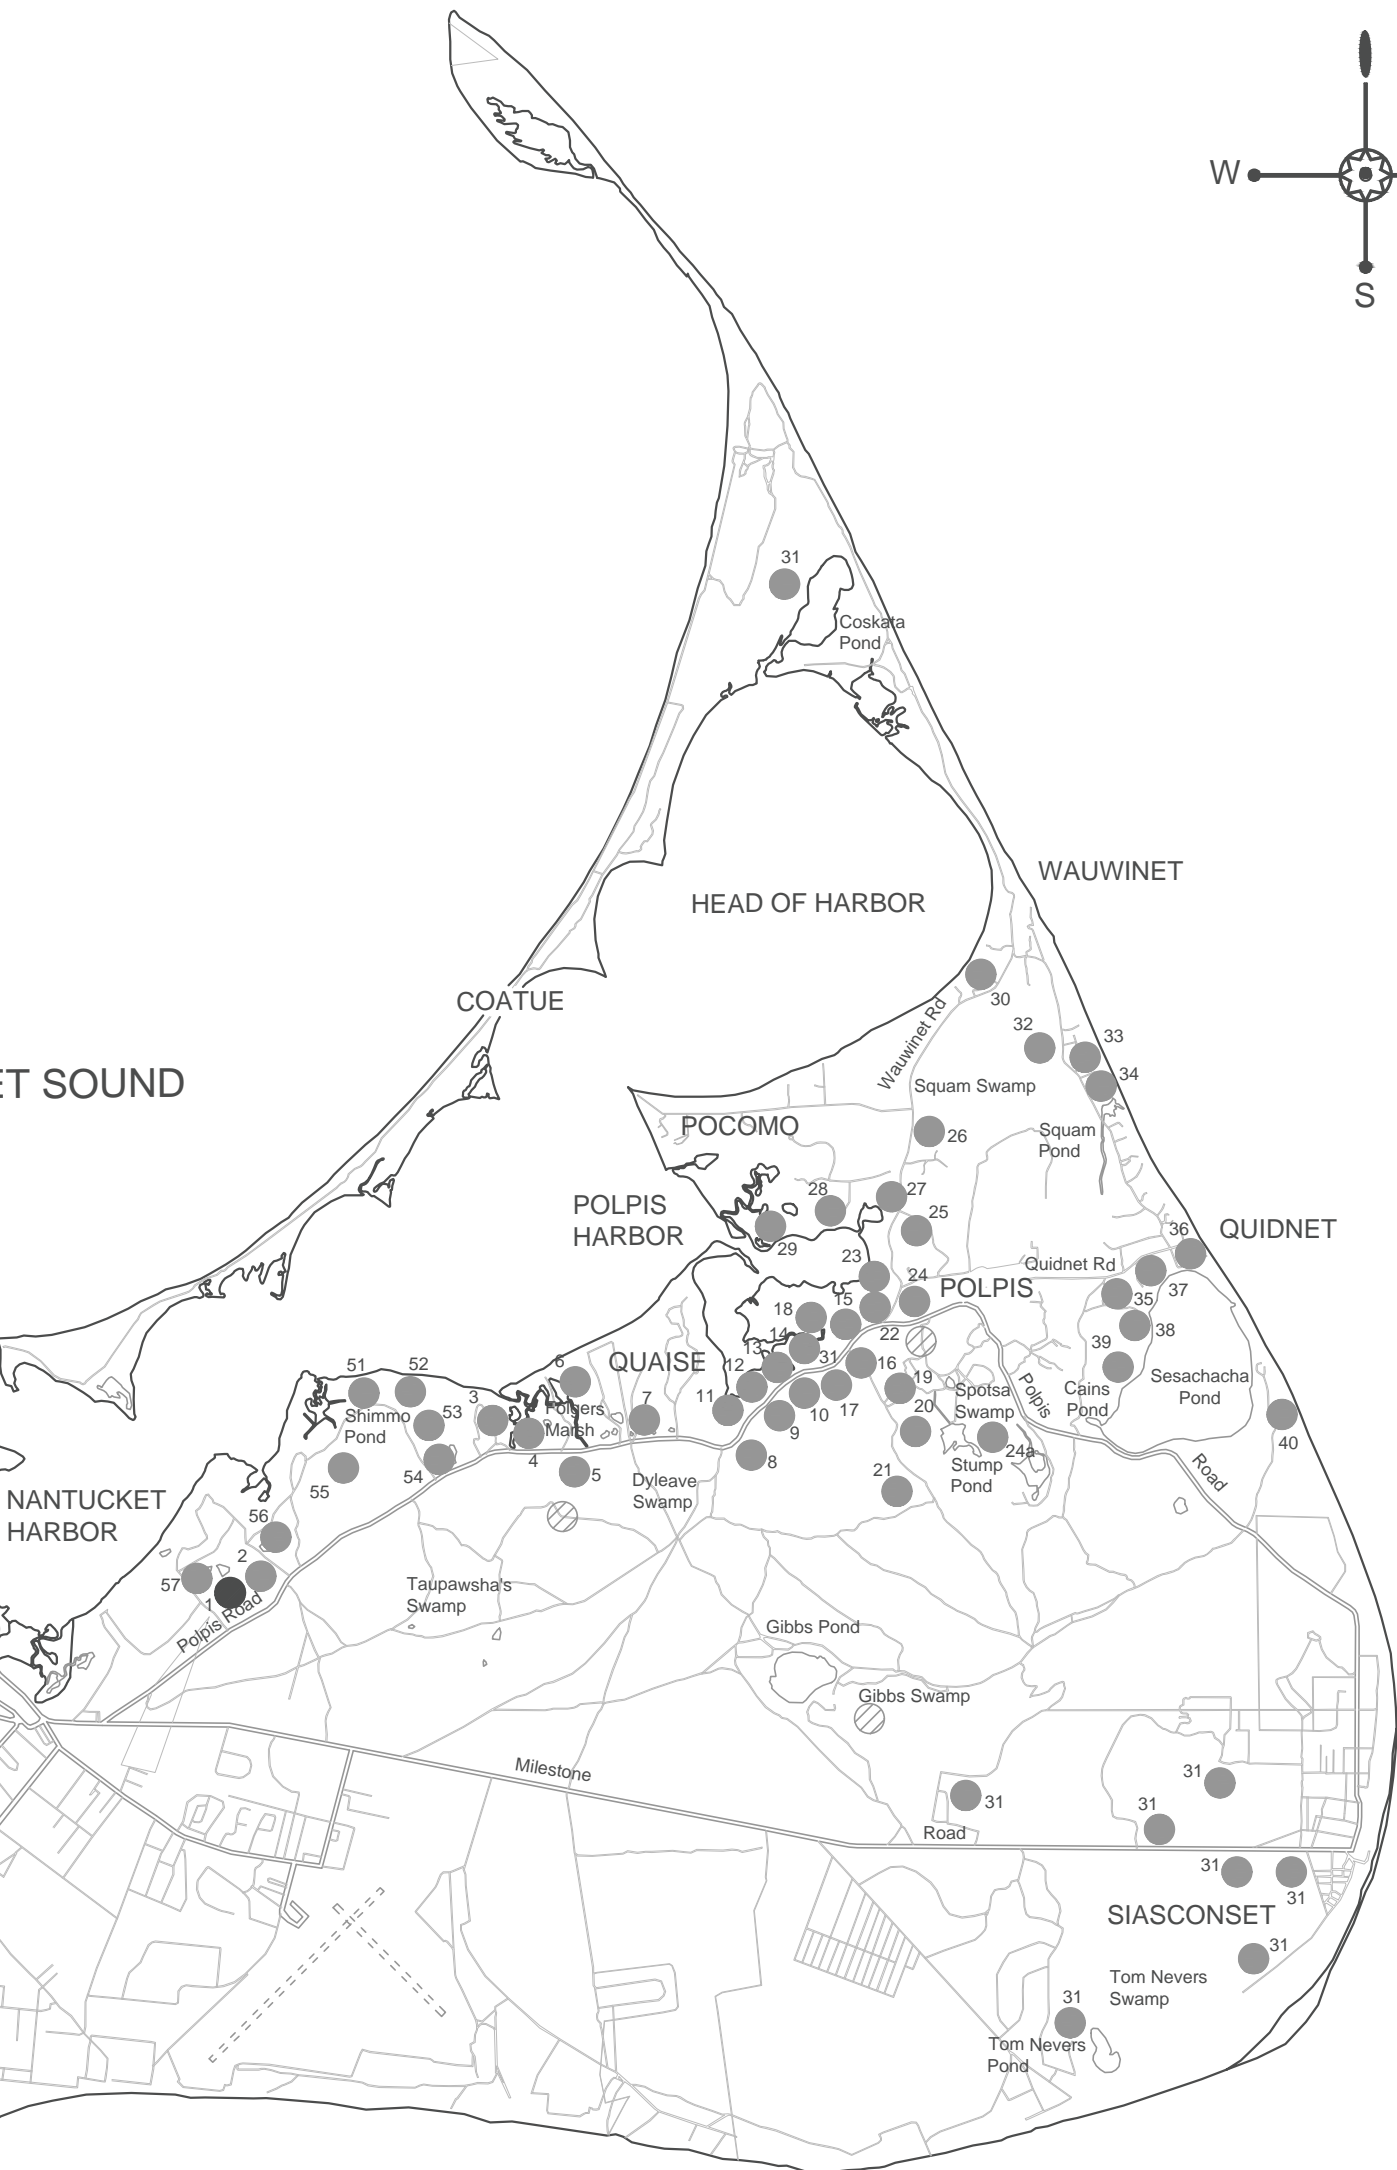 W
S
31
Coskata
Pond
WAUWINET
HEAD OF HARBOR
COATUE
30
Wauwinet Rd
32
33
34
ET SOUND
Squam Swamp
POCOMO
26
Squam
Pond
28
27
POLPIS
HARBOR
25
29
36
QUIDNET
23
Quidnet Rd
37
24
POLPIS
35
18
15
22
38
14
13
31
39
QUAISE
12
16
6
51
52
3
7
11
19
Spotsa
Swamp
Polpis
Cains
Pond
Sesachacha
Pond
Shimmo
Pond
53
Folgers
Marsh
10
17
20
9
24a
40
4
54
5
8
21
Stump
Pond
Road
55
Dyleave
Swamp
NANTUCKET
HARBOR
56
2
57
1
Polpis Road
Taupawsha's
Swamp
Gibbs Pond
Gibbs Swamp
Milestone
31
31
31
Road
31
31
SIASCONSET
31
Tom Nevers
Swamp
31
Tom Nevers
Pond